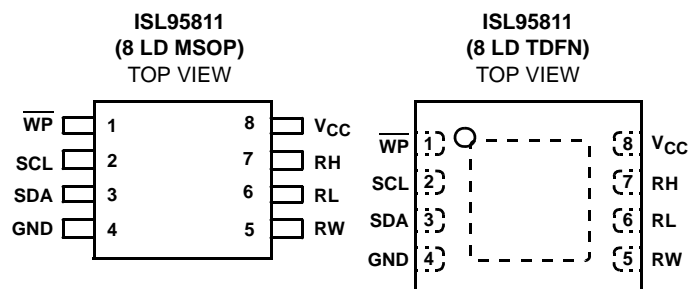 ISL95811
(8 LD MSOP)
TOP VIEW
WP 1 8 VCC
SCL 2 7 RH
SDA 3 6 RL
GND 4 5 RW
ISL95811
(8 LD TDFN)
TOP VIEW
WP 1 8 VCC
SCL 2 7 RH
SDA 3 6 RL
GND 4 5 RW